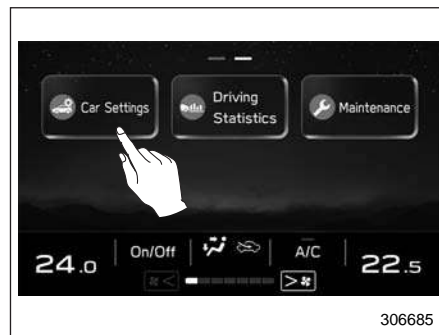 Car Settings
Driving
Statistics
Maintenance
24.0
On/Off
A/C
22.5
<
>
306685